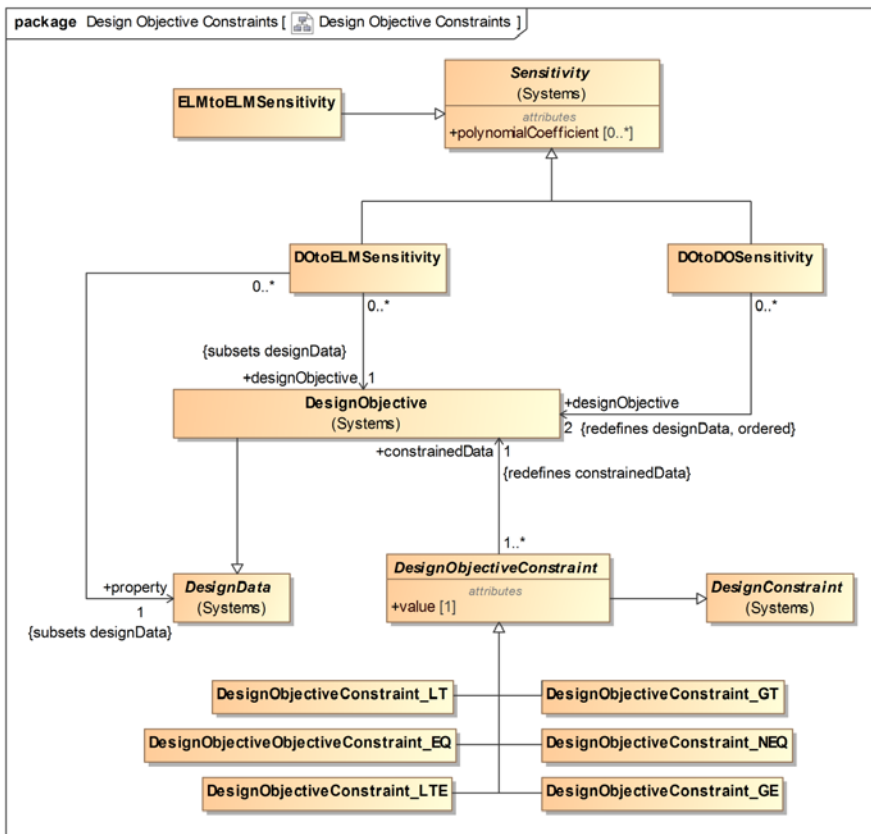 package Design Objective Constraints [ Design Objective Constraints ]
Sensitivity
(Systems)
attributes
+polynomialCoefficient [0..*]
ELMtoELMSensitivity
DOtoELMSensitivity
DOtoDOSensitivity
0..*
0..*
0..*
{subsets designData}
+designObjective 1
DesignObjective
(Systems)
+designObjective
2 {redefines designData, ordered}
+constrainedData 1
{redefines constrainedData}
1..*
+property
1
{subsets designData}
DesignData
(Systems)
DesignObjectiveConstraint
attributes
+value [1]
DesignConstraint
(Systems)
DesignObjectiveConstraint_LT
DesignObjectiveConstraint_GT
DesignObjectiveObjectiveConstraint_EQ
DesignObjectiveConstraint_NEQ
DesignObjectiveConstraint_LTE
DesignObjectiveConstraint_GE